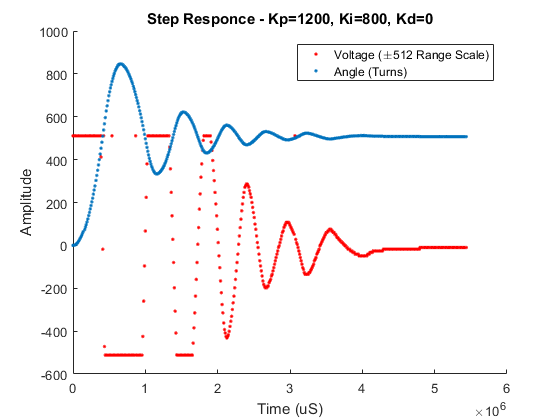 Step Responce - Kp=1200, Ki=800, Kd=0
1000
Voltage (±512 Range Scale)
Angle (Turns)
800
600
400
200
0
-200
-400
-600
Amplitude
0 1 2 3 4 5 6
×10⁶
Time (uS)